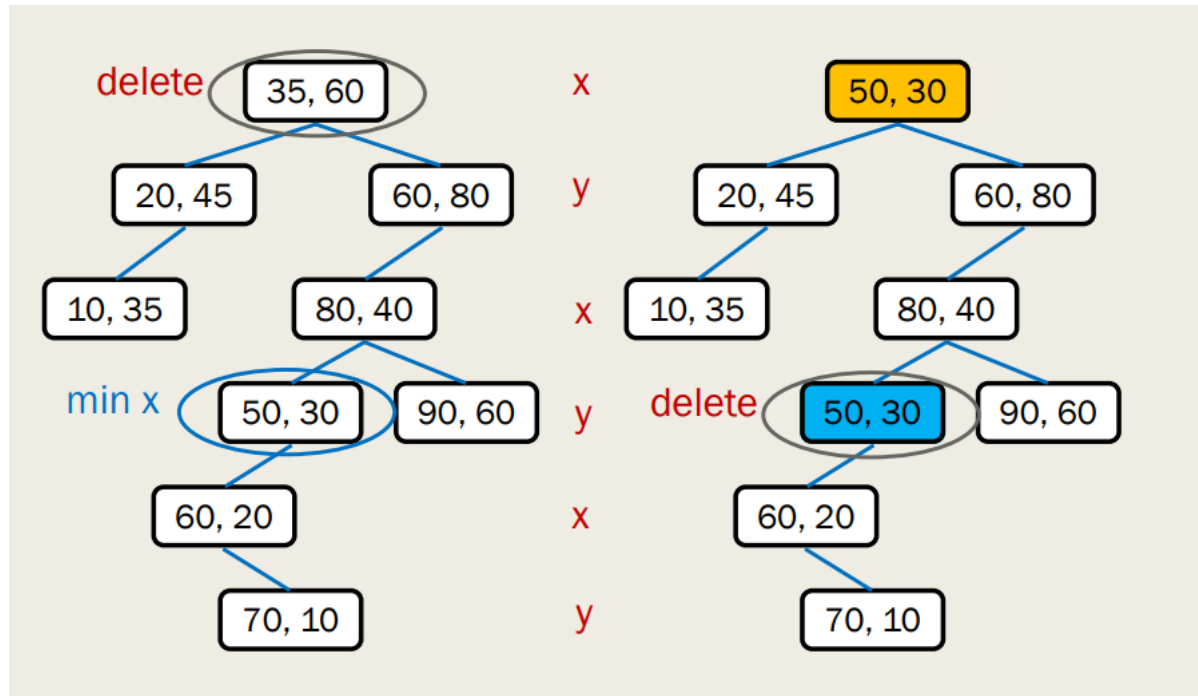 delete 35, 60 x 50, 30
20, 45 60, 80 y 20, 45 60, 80
10, 35 80, 40 x 10, 35 80, 40
min x 50, 30 90, 60 y delete 50, 30 90, 60
60, 20 x 60, 20
70, 10 y 70, 10